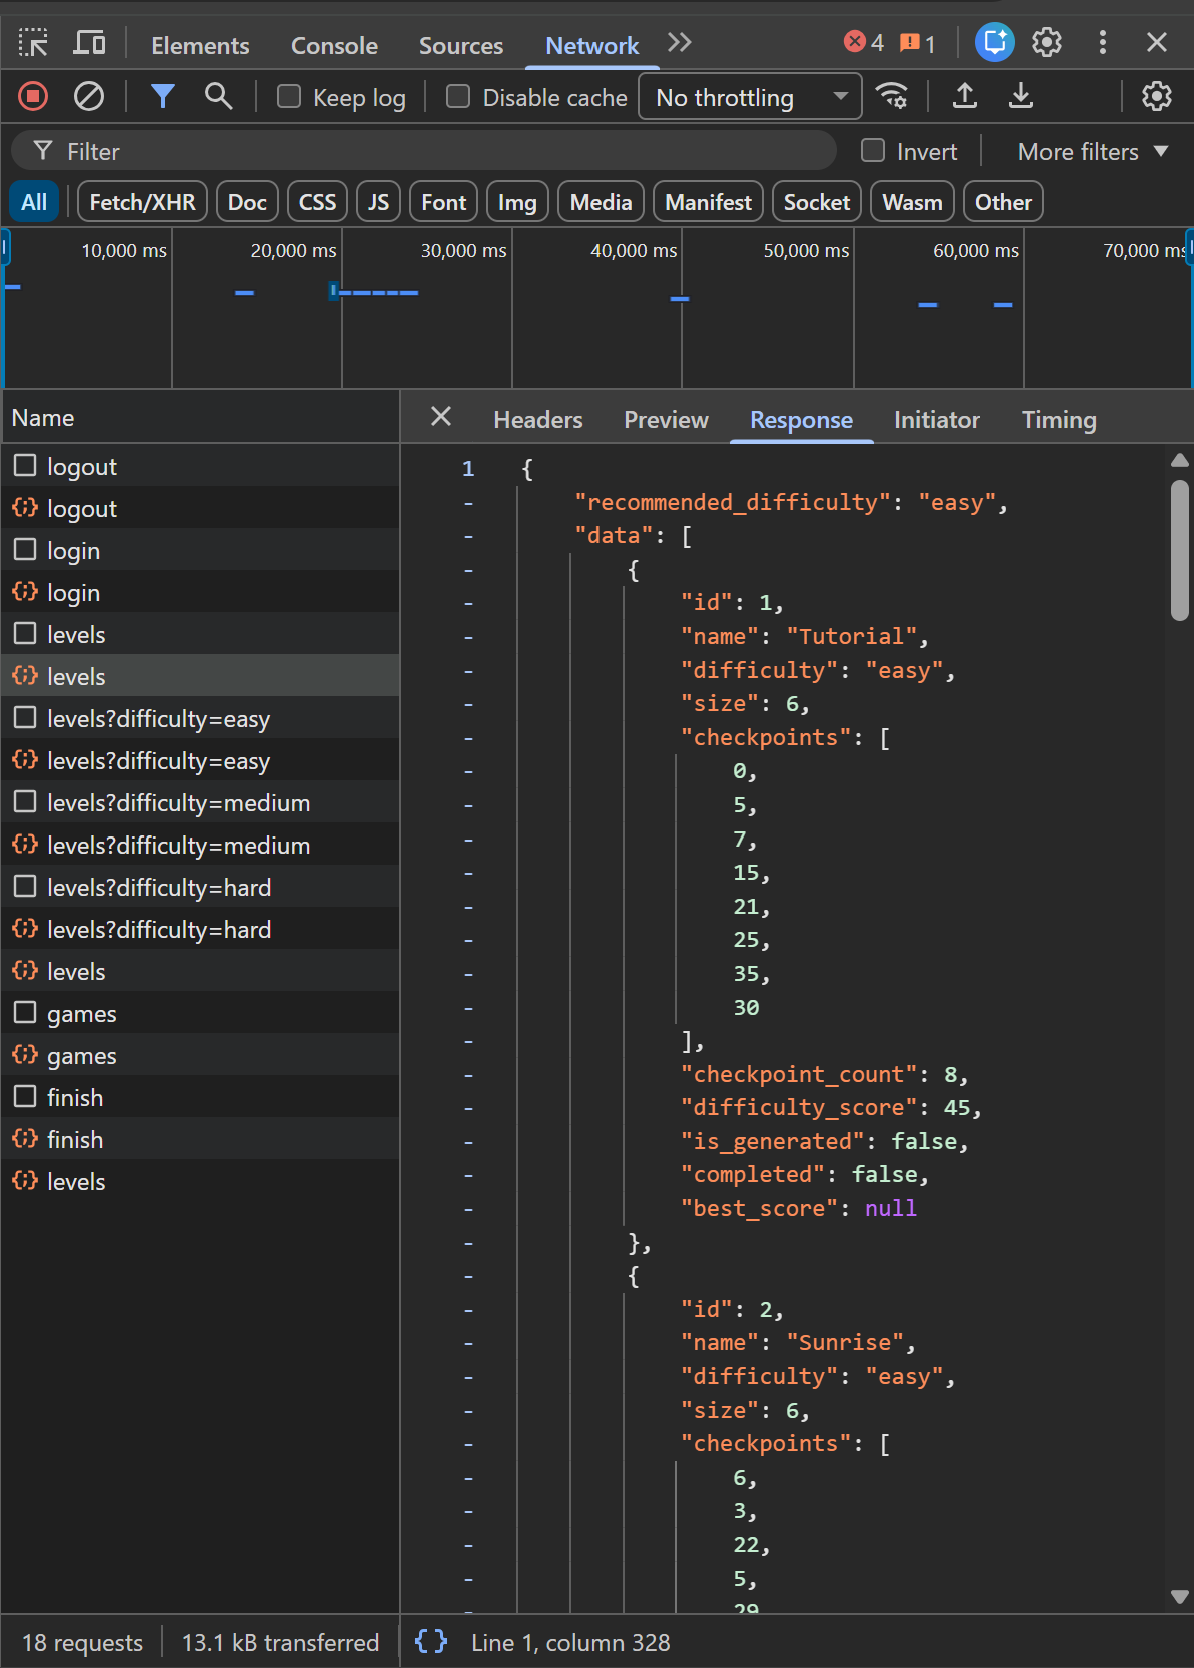 Elements Console Sources Network 4 1
Keep log Disable cache No throttling
Filter Invert More filters
All Fetch/XHR Doc CSS JS Font Img Media Manifest Socket Wasm Other
10,000 ms 20,000 ms 30,000 ms 40,000 ms 50,000 ms 60,000 ms 70,000 ms
Name
logout
logout
login
login
levels
levels
levels?difficulty=easy
levels?difficulty=easy
levels?difficulty=medium
levels?difficulty=medium
levels?difficulty=hard
levels?difficulty=hard
levels
games
games
finish
finish
levels
Headers Preview Response Initiator Timing
1 {
- "recommended_difficulty": "easy",
- "data": [
- {
- "id": 1,
- "name": "Tutorial",
- "difficulty": "easy",
- "size": 6,
- "checkpoints": [
- 0,
- 5,
- 7,
- 15,
- 21,
- 25,
- 35,
- 30
- ],
- "checkpoint_count": 8,
- "difficulty_score": 45,
- "is_generated": false,
- "completed": false,
- "best_score": null
- },
- {
- "id": 2,
- "name": "Sunrise",
- "difficulty": "easy",
- "size": 6,
- "checkpoints": [
- 6,
- 3,
- 22,
- 5,
- 29
18 requests 13.1 kB transferred {} Line 1, column 328